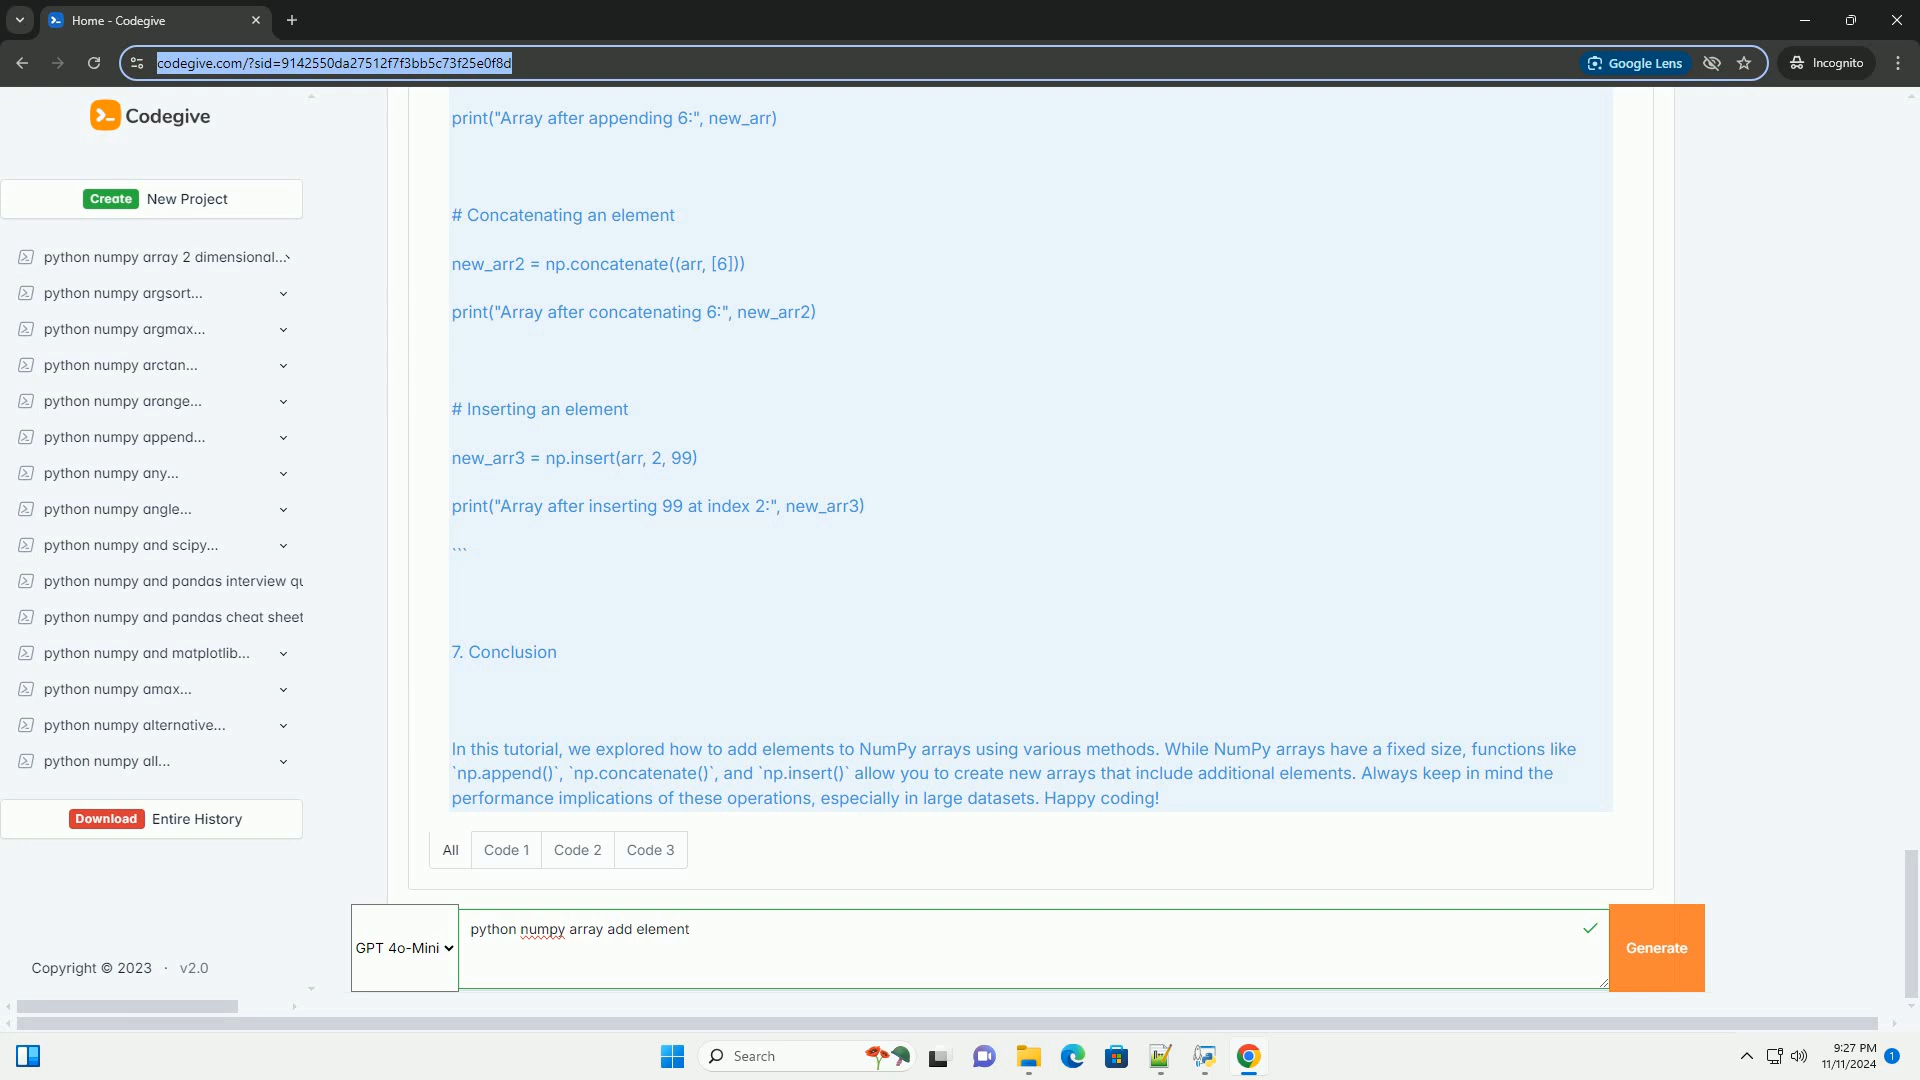 Home - Codegive
codegive.com/?sid=9142550da27512f7f3bb5c73f25e0f8d
Google Lens
Incognito
Codegive
Create New Project
python numpy array 2 dimensional...
python numpy argsort...
python numpy argmax...
python numpy arctan...
python numpy arange...
python numpy append...
python numpy any...
python numpy angle...
python numpy and scipy...
python numpy and pandas interview qu
python numpy and pandas cheat sheet
python numpy and matplotlib...
python numpy amax...
python numpy alternative...
python numpy all...
Download Entire History
Copyright © 2023 · v2.0
print("Array after appending 6:", new_arr)
# Concatenating an element
new_arr2 = np.concatenate((arr, [6]))
print("Array after concatenating 6:", new_arr2)
# Inserting an element
new_arr3 = np.insert(arr, 2, 99)
print("Array after inserting 99 at index 2:", new_arr3)
```
7. Conclusion
In this tutorial, we explored how to add elements to NumPy arrays using various methods. While NumPy arrays have a fixed size, functions like
`np.append()`, `np.concatenate()`, and `np.insert()` allow you to create new arrays that include additional elements. Always keep in mind the
performance implications of these operations, especially in large datasets. Happy coding!
All Code 1 Code 2 Code 3
GPT 4o-Mini
python numpy array add element
Generate
Search
9:27 PM
11/11/2024
1